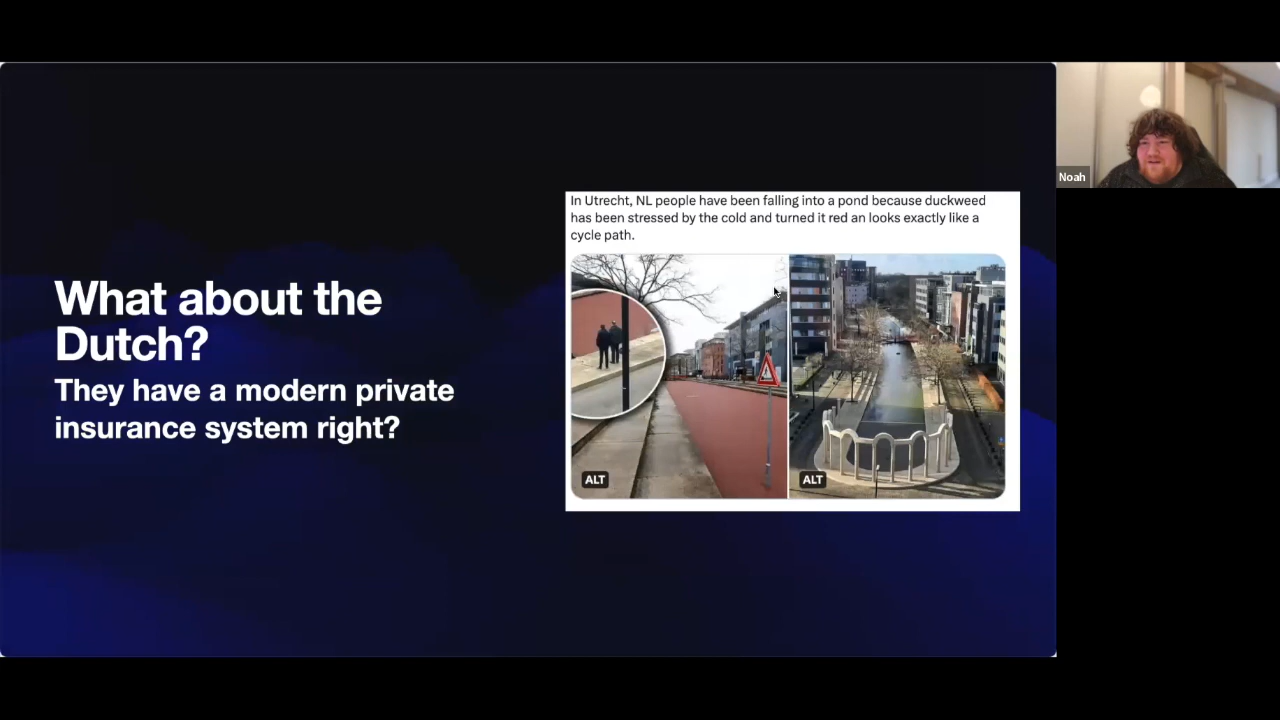 What about the
Dutch?
They have a modern private
insurance system right?
In Utrecht, NL people have been falling into a pond because duckweed
has been stressed by the cold and turned it red an looks exactly like a
cycle path.
ALT
ALT
Noah